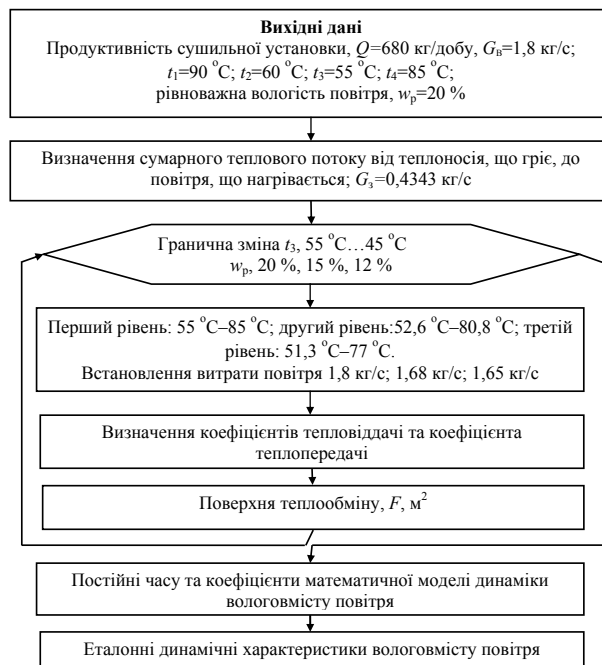 Вихідні дані
Продуктивність сушильної установки, Q=680 кг/добу, Gв=1,8 кг/с;
t₁=90 °С; t₂=60 °С; t₃=55 °С; t₄=85 °С;
рівноважна вологість повітря, wр=20 %
Визначення сумарного теплового потоку від теплоносія, що гріє, до
повітря, що нагрівається; Gз=0,4343 кг/с
Гранична зміна t₃, 55 °С…45 °С
wр, 20 %, 15 %, 12 %
Перший рівень: 55 °С–85 °С; другий рівень:52,6 °С–80,8 °С; третій
рівень: 51,3 °С–77 °С.
Встановлення витрати повітря 1,8 кг/с; 1,68 кг/с; 1,65 кг/с
Визначення коефіцієнтів тепловіддачі та коефіцієнта
теплопередачі
Поверхня теплообміну, F, м²
Постійні часу та коефіцієнти математичної моделі динаміки
вологовмісту повітря
Еталонні динамічні характеристики вологовмісту повітря